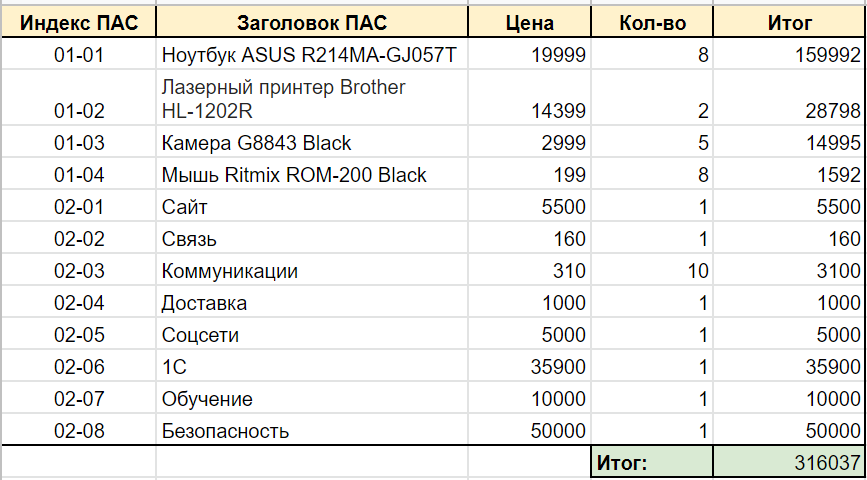 Индекс ПАС Заголовок ПАС Цена Кол-во Итог
01-01 Ноутбук ASUS R214MA-GJ057T 19999 8 159992
Лазерный принтер Brother
01-02 HL-1202R 14399 2 28798
01-03 Камера G8843 Black 2999 5 14995
01-04 Мышь Ritmix ROM-200 Black 199 8 1592
02-01 Сайт 5500 1 5500
02-02 Связь 160 1 160
02-03 Коммуникации 310 10 3100
02-04 Доставка 1000 1 1000
02-05 Соцсети 5000 1 5000
02-06 1С 35900 1 35900
02-07 Обучение 10000 1 10000
02-08 Безопасность 50000 1 50000
Итог: 316037